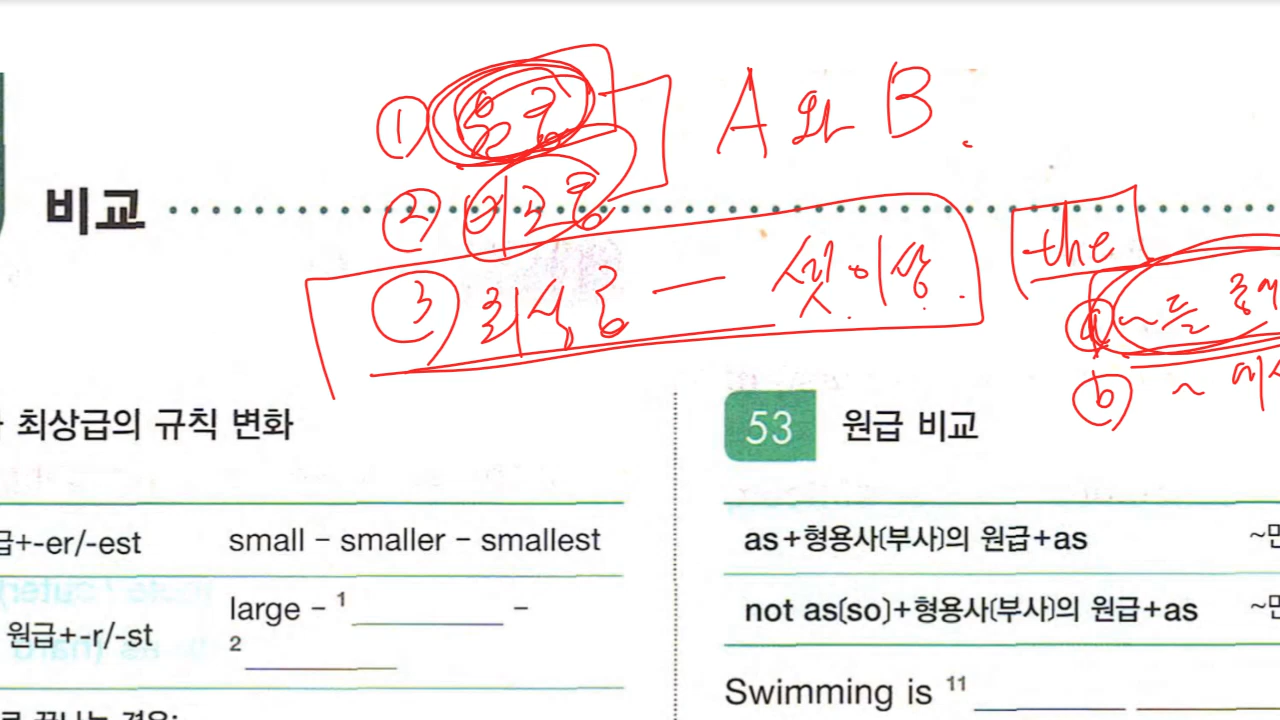 ① 동급 A 와 B.
비교
② 비교급
③ 최상급 — 셋 이상.
the
ⓐ ~들 중에
ⓑ ~ 에서
최상급의 규칙 변화
급+-er/-est
small - smaller - smallest
원급+-r/-st
large - 1
-
2
53 원급 비교
as+형용사(부사)의 원급+as
not as(so)+형용사(부사)의 원급+as
Swimming is 11